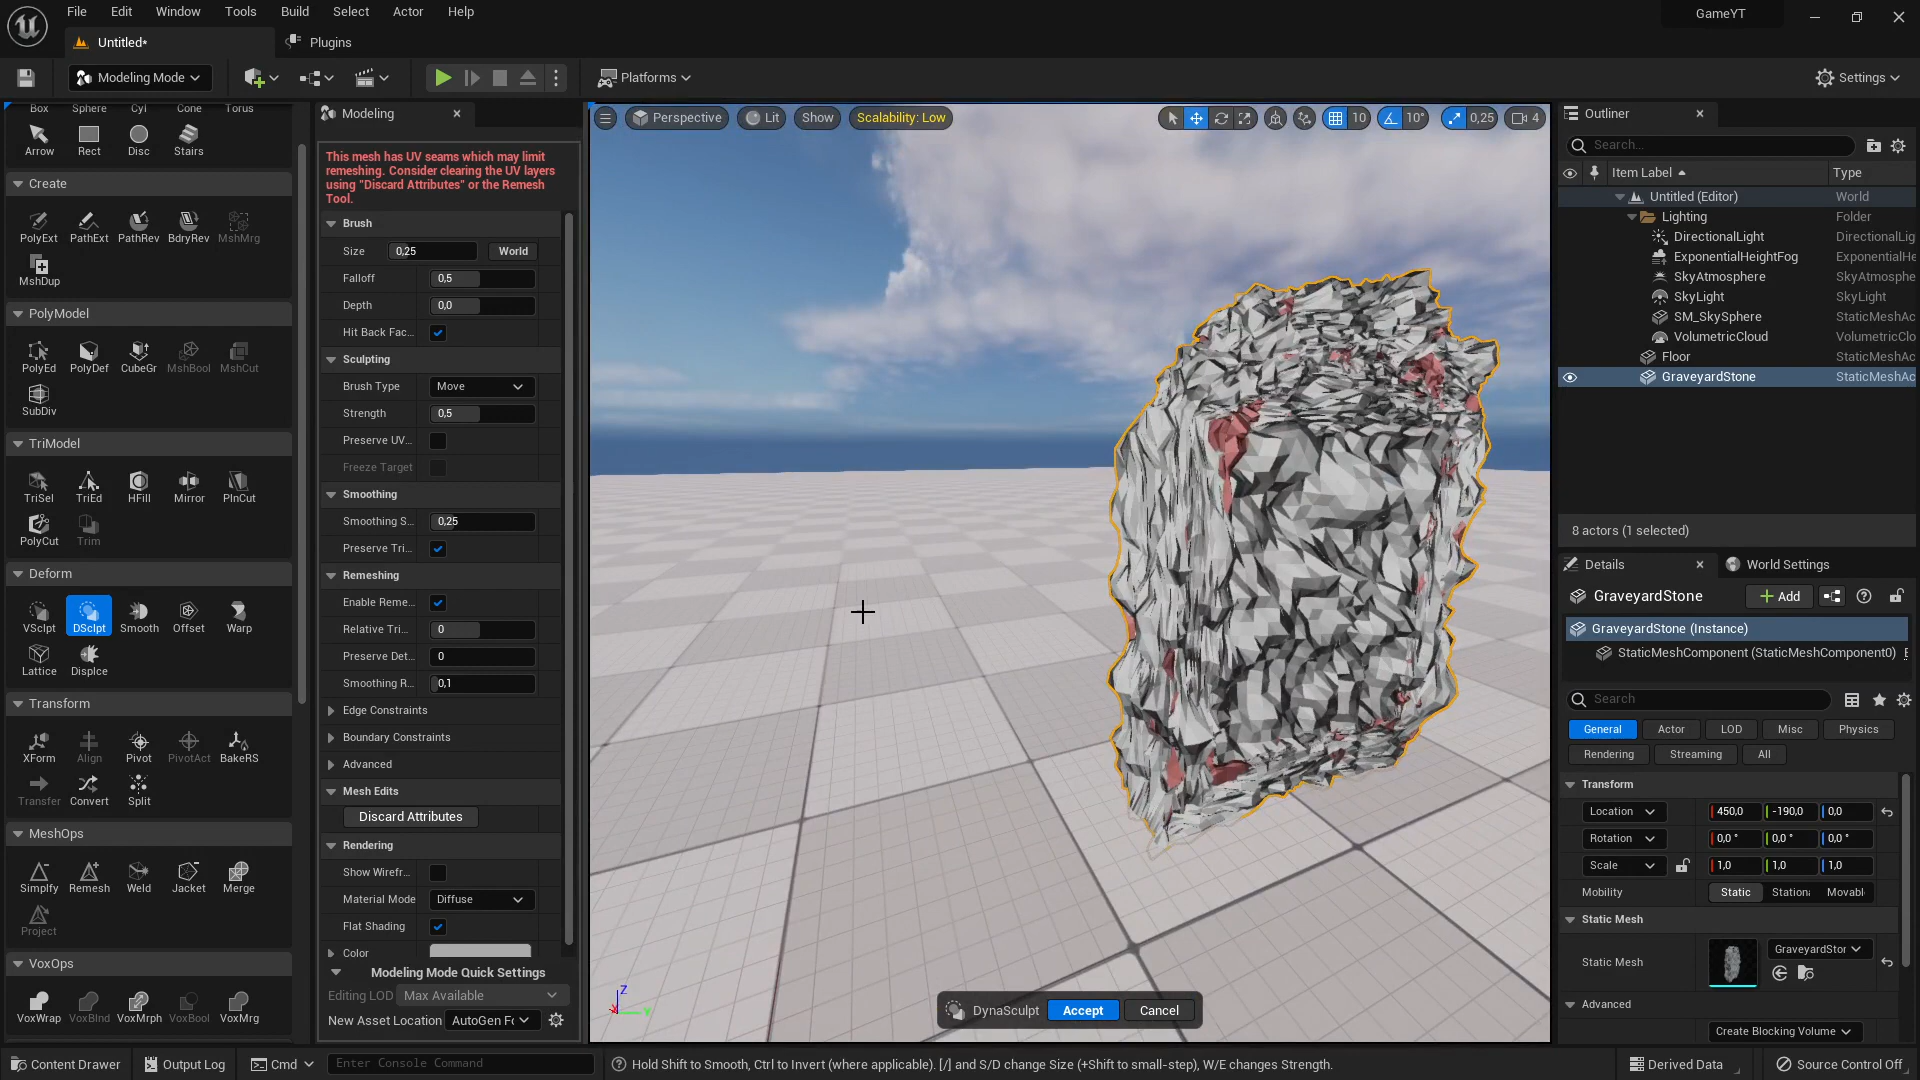 File Edit Window Tools Build Select Actor Help
GameYT
Untitled*
Plugins
Modeling Mode
Platforms
Settings
Box Sphere Cyl Cone Torus
Arrow Rect Disc Stairs
Create
PolyExt PathExt PathRev BdryRev MshMrg
MshDup
PolyModel
PolyEd PolyDef CubeGr MshBool MshCut
SubDiv
TriModel
TriSel TriEd HFill Mirror PlnCut
PolyCut Trim
Deform
VSclpt DSclpt Smooth Offset Warp
Lattice Displce
Transform
XForm Align Pivot PivotAct BakeRS
Transfer Convert Split
MeshOps
Simplfy Remesh Weld Jacket Merge
Project
VoxOps
VoxWrap VoxBlnd VoxMrph VoxBool VoxMrg
Modeling
This mesh has UV seams which may limit
remeshing. Consider clearing the UV layers
using "Discard Attributes" or the Remesh
Tool.
Brush
Size 0,25 World
Falloff 0,5
Depth 0,0
Hit Back Fac...
Sculpting
Brush Type Move
Strength 0,5
Preserve UV...
Freeze Target
Smoothing
Smoothing S... 0,25
Preserve Tri...
Remeshing
Enable Reme...
Relative Tri... 0
Preserve Det... 0
Smoothing R... 0,1
Edge Constraints
Boundary Constraints
Advanced
Mesh Edits
Discard Attributes
Rendering
Show Wirefr...
Material Mode Diffuse
Flat Shading
Color
Modeling Mode Quick Settings
Editing LOD Max Available
New Asset Location AutoGen Fo
Perspective Lit Show Scalability: Low
10 10° 0,25 4
Z
X Y
DynaSculpt Accept Cancel
Outliner
Search...
Item Label Type
Untitled (Editor) World
Lighting Folder
DirectionalLight DirectionalLig
ExponentialHeightFog ExponentialHe
SkyAtmosphere SkyAtmosphe
SkyLight SkyLight
SM_SkySphere StaticMeshAc
VolumetricCloud VolumetricClo
Floor StaticMeshAc
GraveyardStone StaticMeshAc
8 actors (1 selected)
Details
World Settings
GraveyardStone
Add
GraveyardStone (Instance)
StaticMeshComponent (StaticMeshComponent0) E
Search
General Actor LOD Misc Physics
Rendering Streaming All
Transform
Location 450,0 -190,0 0,0
Rotation 0,0 ° 0,0 ° 0,0 °
Scale 1,0 1,0 1,0
Mobility Static Stationa Movabl
Static Mesh
Static Mesh GraveyardStor
Advanced
Create Blocking Volume
Content Drawer Output Log Cmd Enter Console Command
Hold Shift to Smooth, Ctrl to Invert (where applicable). [/] and S/D change Size (+Shift to small-step), W/E changes Strength.
Derived Data Source Control Off